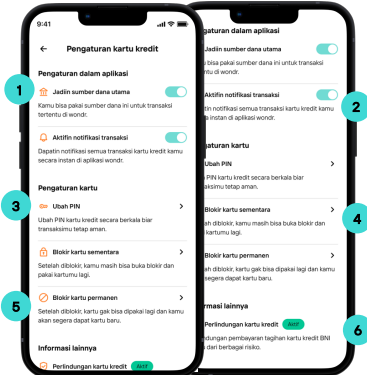 9:41
Pengaturan kartu kredit
Pengaturan dalam aplikasi
1
Jadiin sumber dana utama
Kamu bisa pakai sumber dana ini untuk transaksi
tertentu di wondr.
Aktifin notifikasi transaksi
Dapatin notifikasi semua transaksi kartu kredit kamu
secara instan di aplikasi wondr.
Pengaturan kartu
3
Ubah PIN
Ubah PIN kartu kredit secara berkala biar
transaksimu tetap aman.
Blokir kartu sementara
Setelah diblokir, kamu masih bisa buka blokir dan
pakai kartumu lagi.
5
Blokir kartu permanen
Setelah diblokir, kartu gak bisa dipakai lagi dan kamu
akan segera dapat kartu baru.
Informasi lainnya
Perlindungan kartu kredit Aktif
dalam aplikasi
Jadiin sumber dana utama
bisa pakai sumber dana ini untuk transaksi
tu di wondr.
Aktifin notifikasi transaksi
2
tin notifikasi semua transaksi kartu kredit kamu
a instan di aplikasi wondr.
gaturan kartu
Ubah PIN
PIN kartu kredit secara berkala biar
aksimu tetap aman.
Blokir kartu sementara
4
ah diblokir, kamu masih bisa buka blokir dan
kartumu lagi.
Blokir kartu permanen
ah diblokir, kartu gak bisa dipakai lagi dan kamu
segera dapat kartu baru.
rmasi lainnya
Perlindungan kartu kredit Aktif
6
ndungan pembayaran tagihan kartu kredit BNI
dari berbagai risiko.